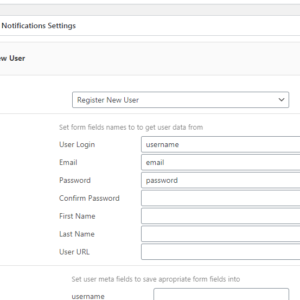 Notifications Settings
ew User
Register New User
Set form fields names to to get user data from
User Login username
Email email
Password password
Confirm Password
First Name
Last Name
User URL
Set user meta fields to save apropriate form fields into
username